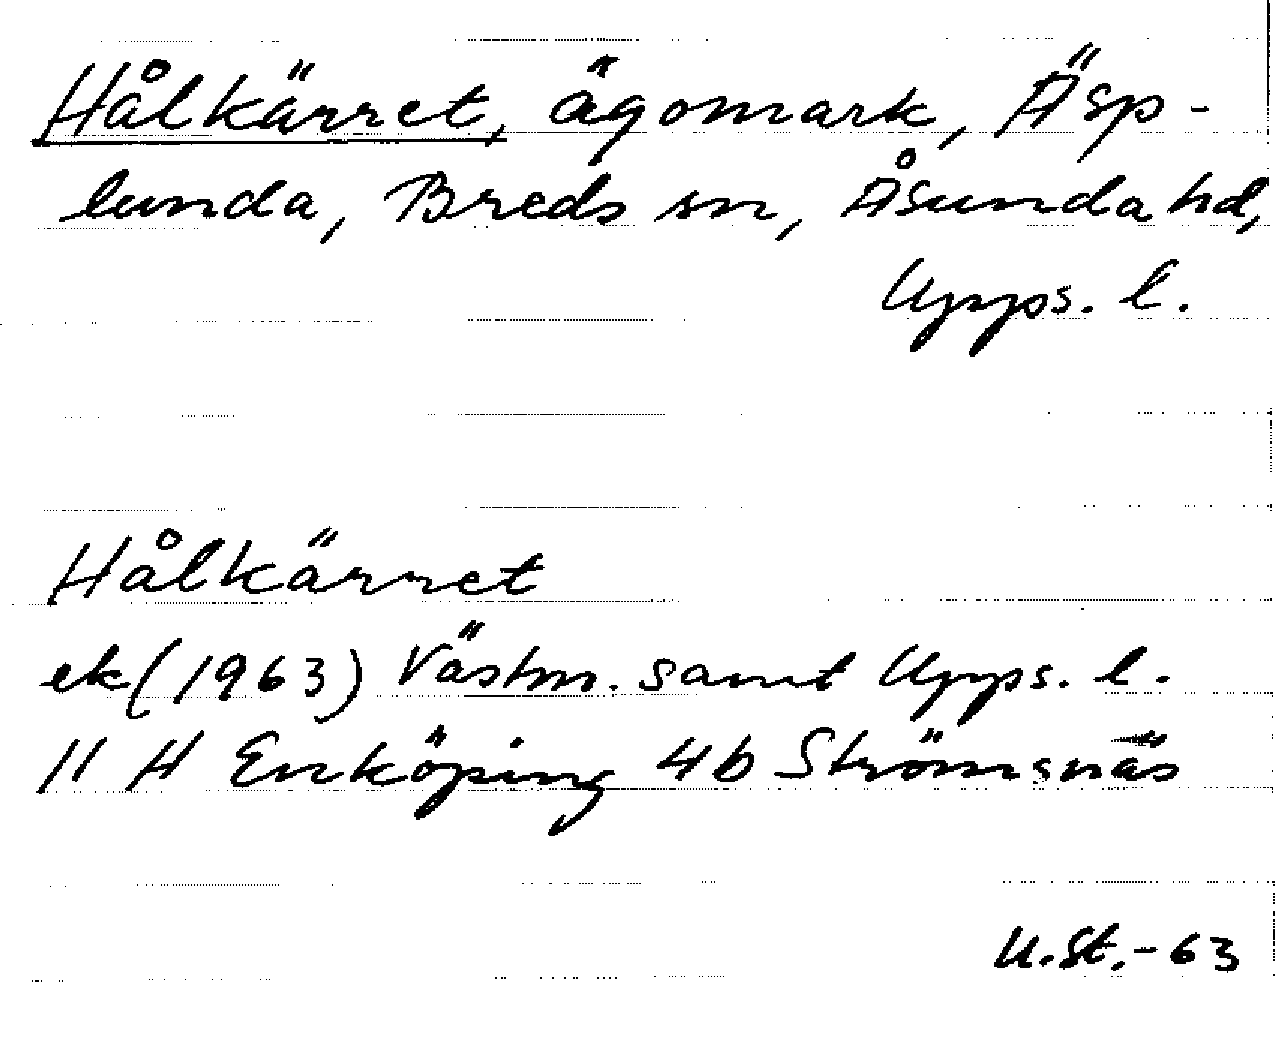 Hålkärret, ägomark, Äsp-
lunda, Breds sn, Åsunda hd,
Upps. l.
Hålkärret
ek (1963) Västm. samt Upps. l.
11 H Enköping 4b Strömsnäs
U.St.-63